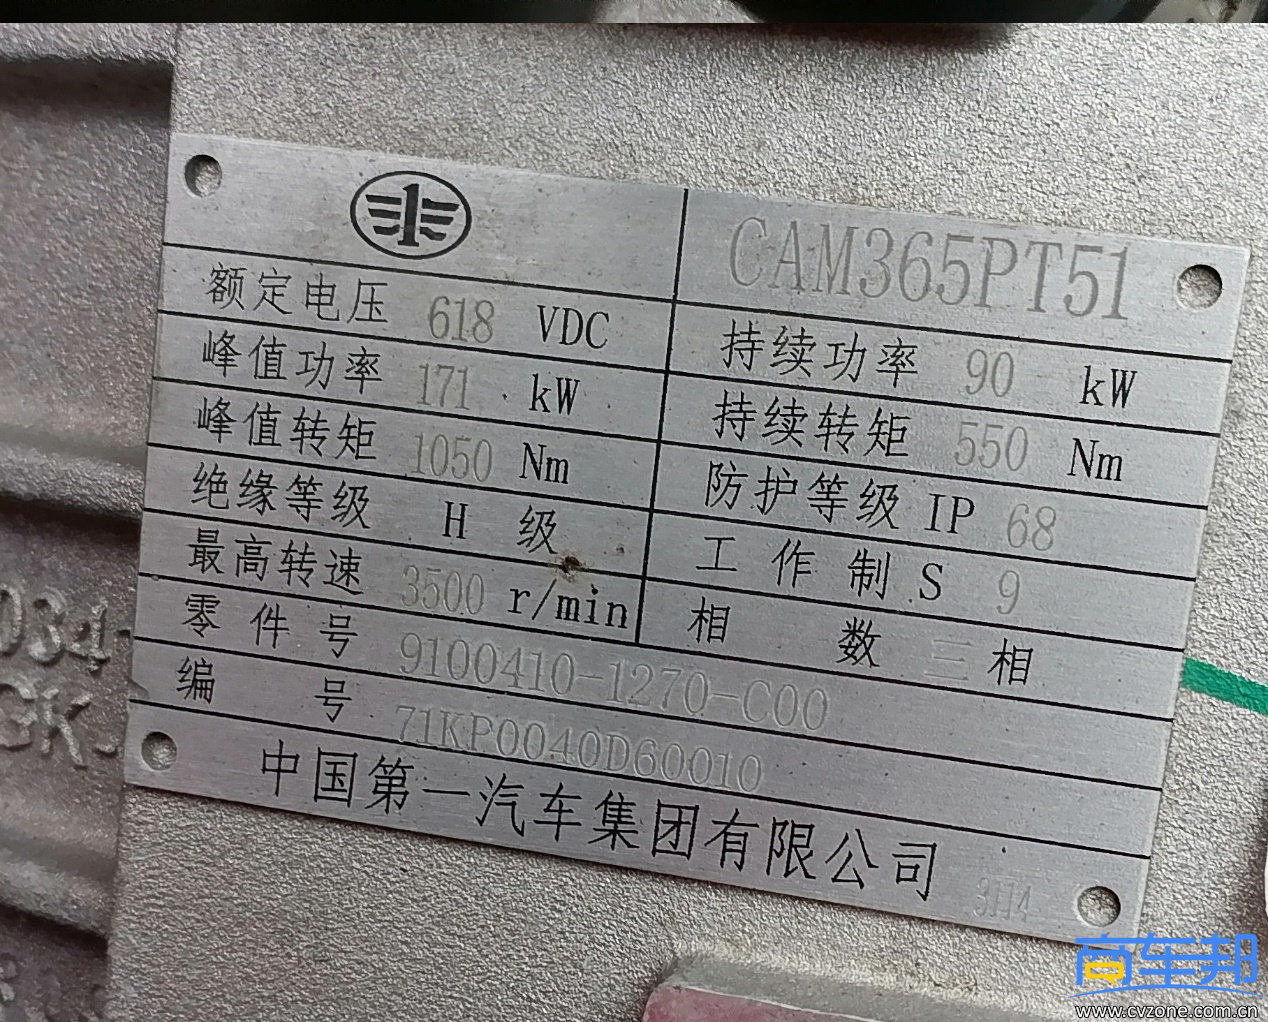 CAM365PT51
额定电压 618 VDC 持续功率 90 kW
峰值功率 171 kW 持续转矩 550 Nm
峰值转矩 1050 Nm 防护等级 IP 68
绝缘等级 H 级 工作制 S 9
最高转速 3500 r/min 相数 三相
零件号 9100410-1270-C00
编号 71KP0040D60010
中国第一汽车集团有限公司
3114
商车邦
www.cvzone.com.cn